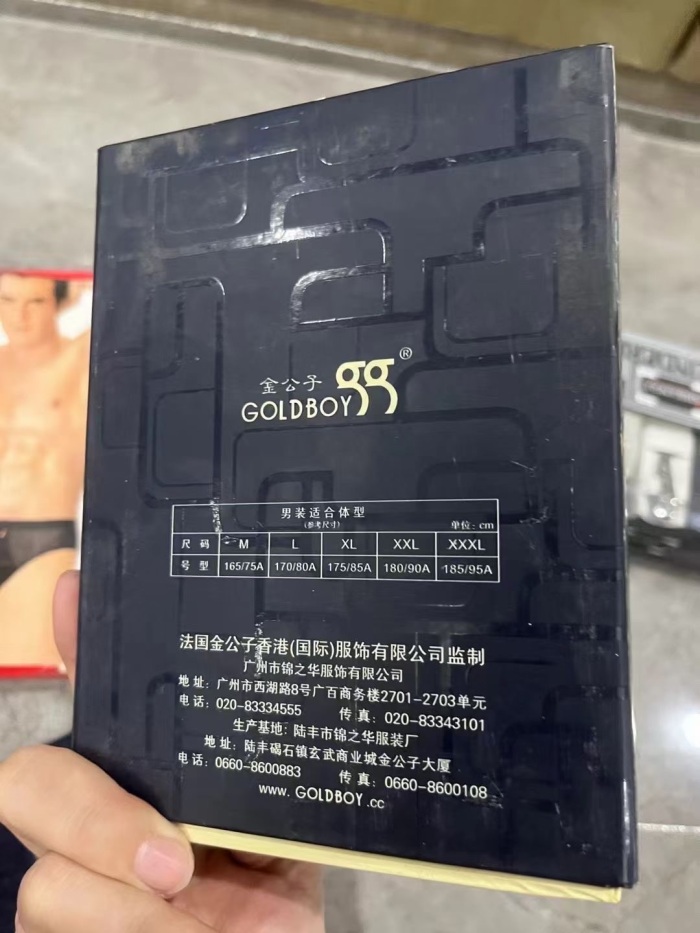 金公子 gg®
GOLDBOY
男装适合体型
(参考尺寸) 单位:cm
尺码 M L XL XXL XXXL
号型 165/75A 170/80A 175/85A 180/90A 185/95A
法国金公子香港(国际)服饰有限公司监制
广州市锦之华服饰有限公司
地址:广州市西湖路8号广百商务楼2701-2703单元
电话:020-83334555 传真:020-83343101
生产基地:陆丰市锦之华服装厂
地址:陆丰碣石镇玄武商业城金公子大厦
电话:0660-8600883 传真:0660-8600108
www.GOLDBOY.cc